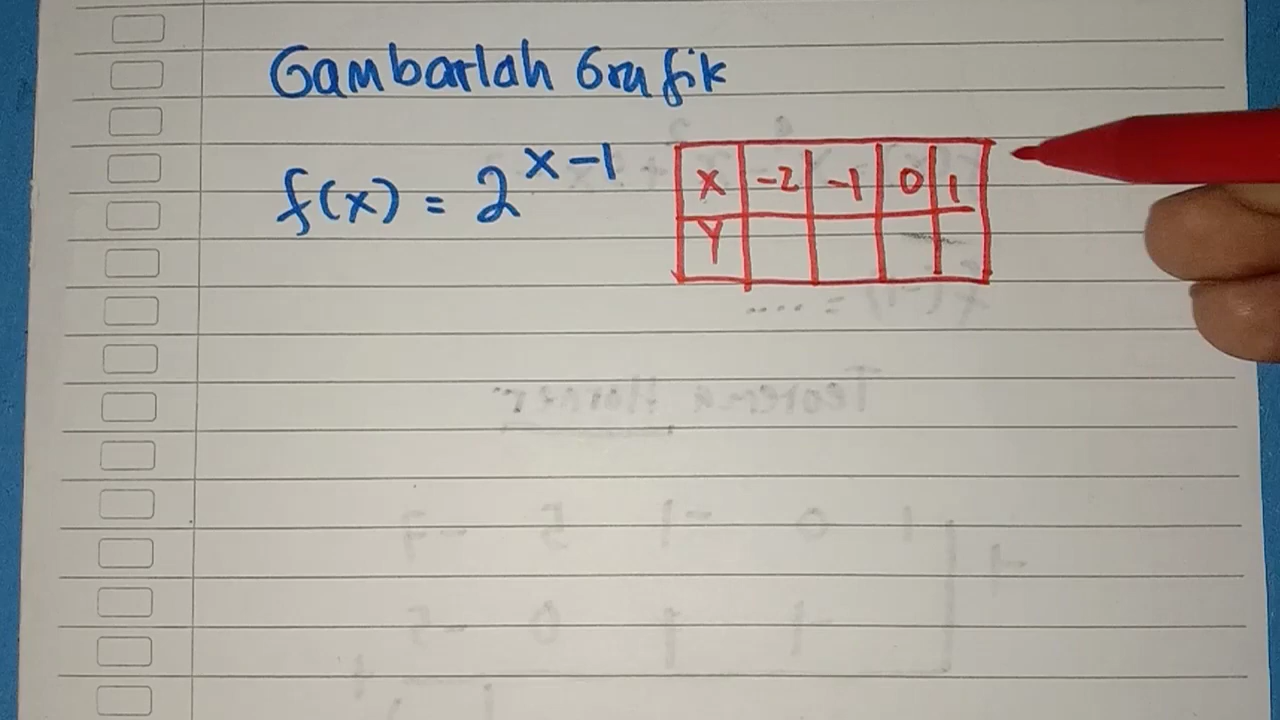 Gambarlah Grafik
f(x) = 2^{x-1}
X -2 -1 0 1
Y